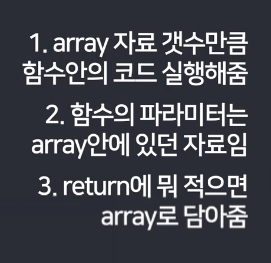 1. array 자료 갯수만큼
함수안의 코드 실행해줌
2. 함수의 파라미터는
array안에 있던 자료임
3. return에 뭐 적으면
array로 담아줌